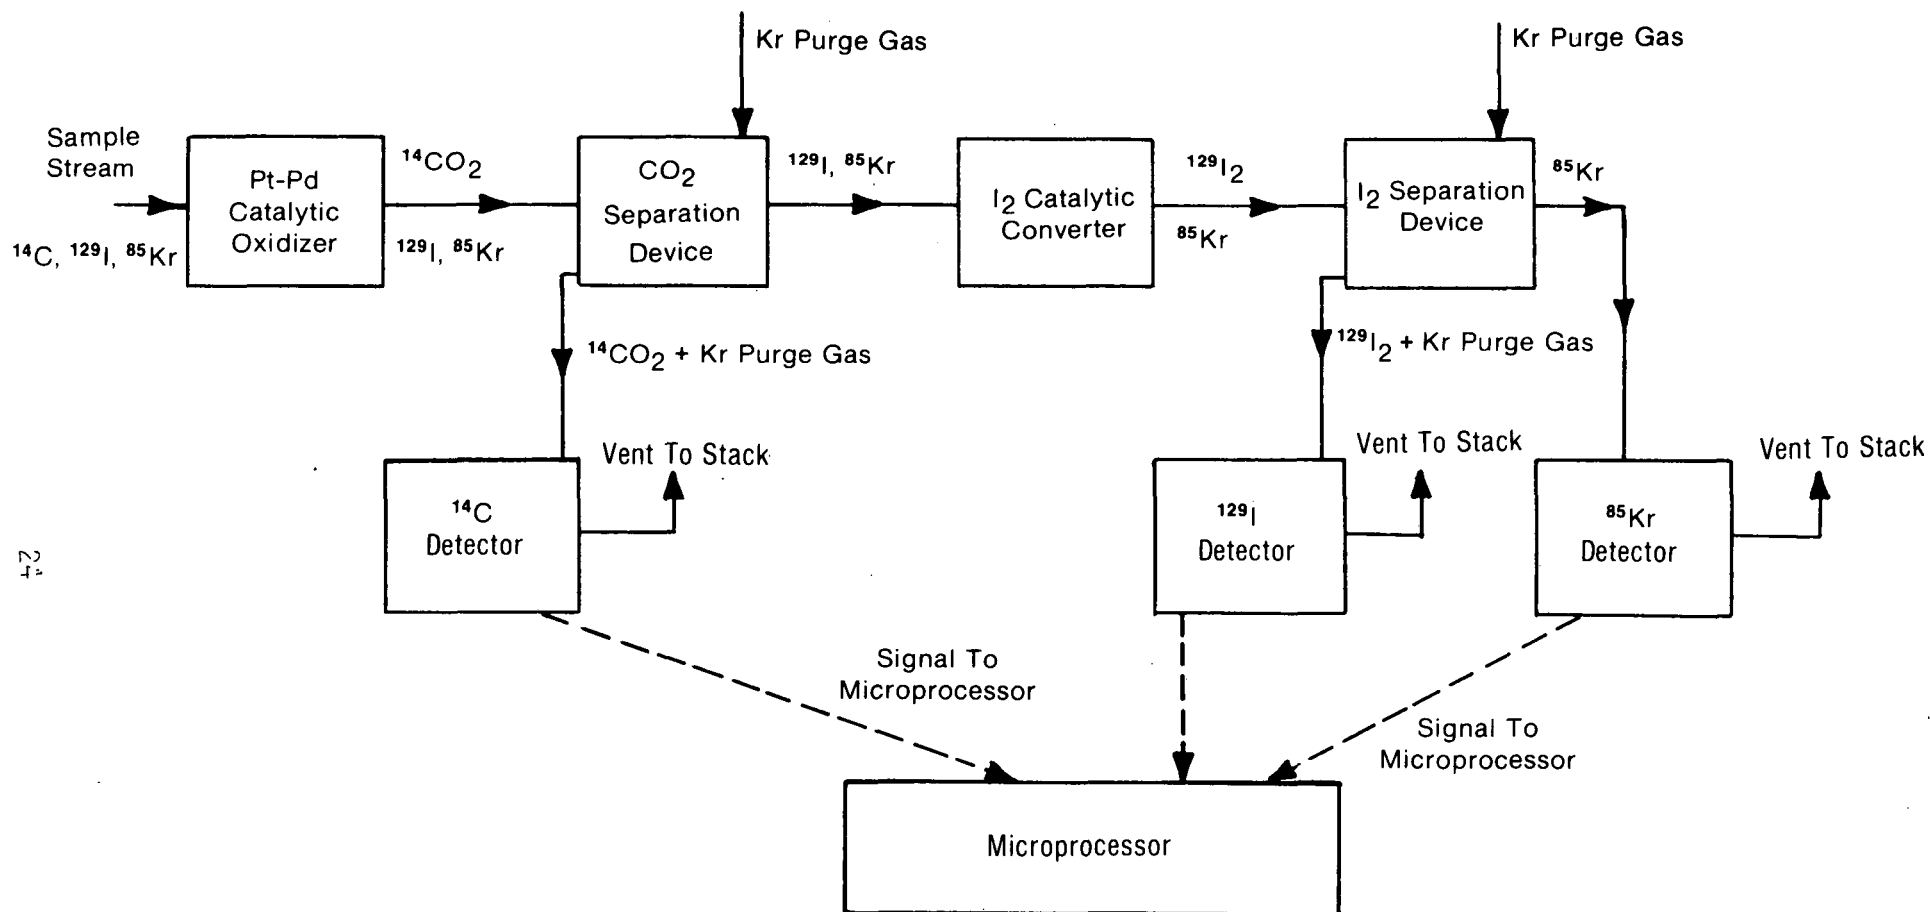 Kr Purge Gas
Kr Purge Gas
Sample
Stream
¹⁴C, ¹²⁹I, ⁸⁵Kr
Pt-Pd
Catalytic
Oxidizer
¹⁴CO₂
¹²⁹I, ⁸⁵Kr
CO₂
Separation
Device
¹²⁹I, ⁸⁵Kr
I₂ Catalytic
Converter
¹²⁹I₂
⁸⁵Kr
I₂ Separation
Device
⁸⁵Kr
¹⁴CO₂ + Kr Purge Gas
¹²⁹I₂ + Kr Purge Gas
Vent To Stack
Vent To Stack
Vent To Stack
¹⁴C
Detector
¹²⁹I
Detector
⁸⁵Kr
Detector
24
Signal To
Microprocessor
Signal To
Microprocessor
Microprocessor